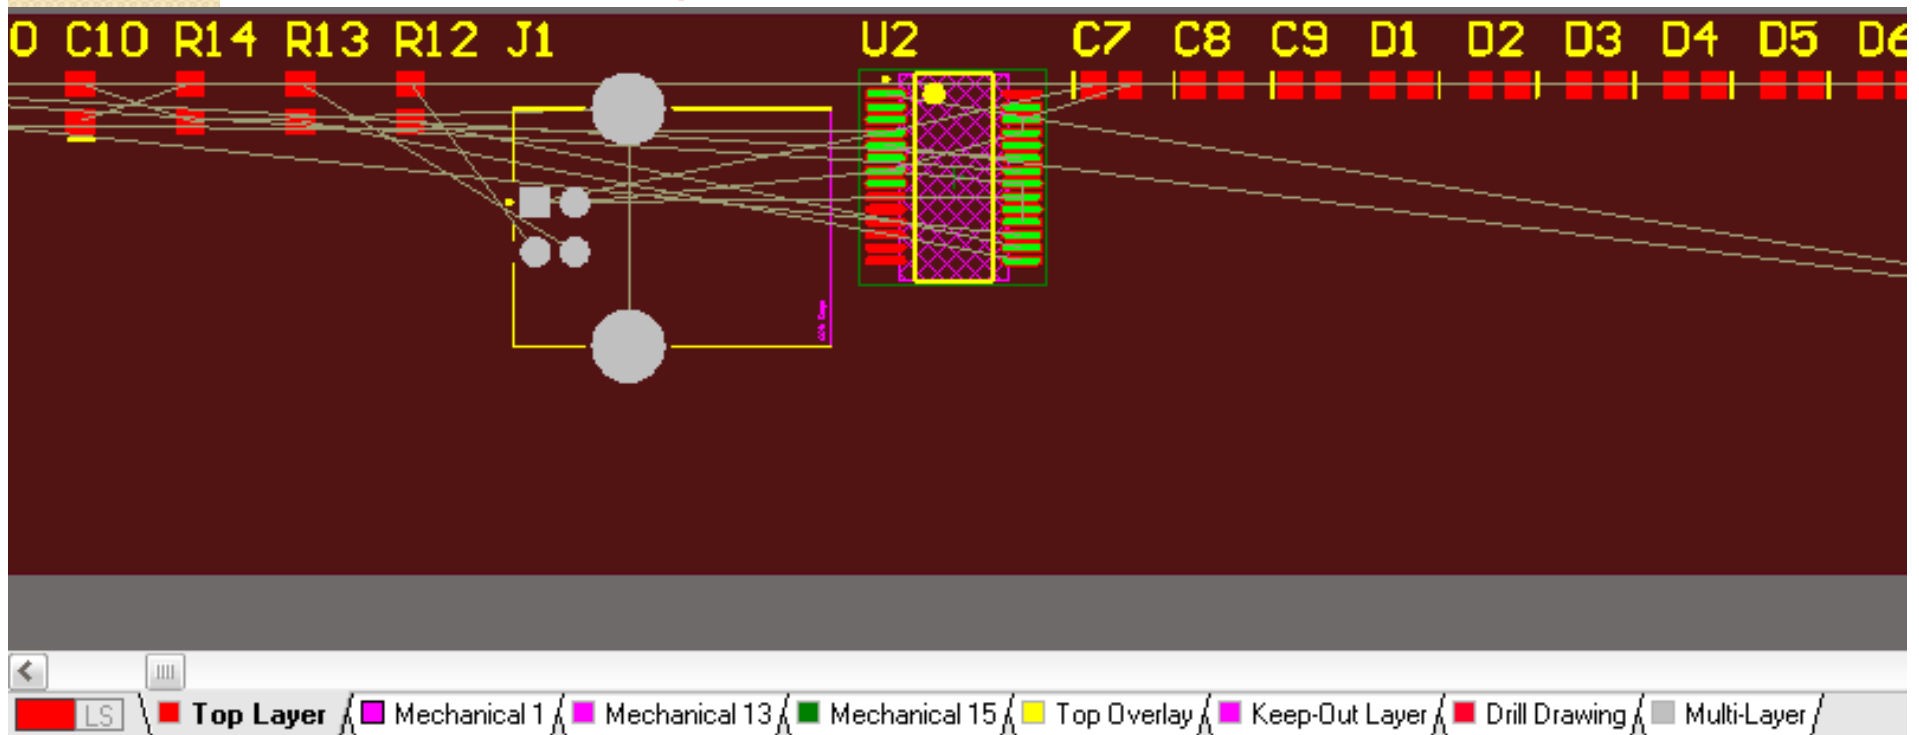 C10 R14 R13 R12 J1 U2 C7 C8 C9 D1 D2 D3 D4 D5 D6
LS Top Layer Mechanical 1 Mechanical 13 Mechanical 15 Top Overlay Keep-Out Layer Drill Drawing Multi-Layer